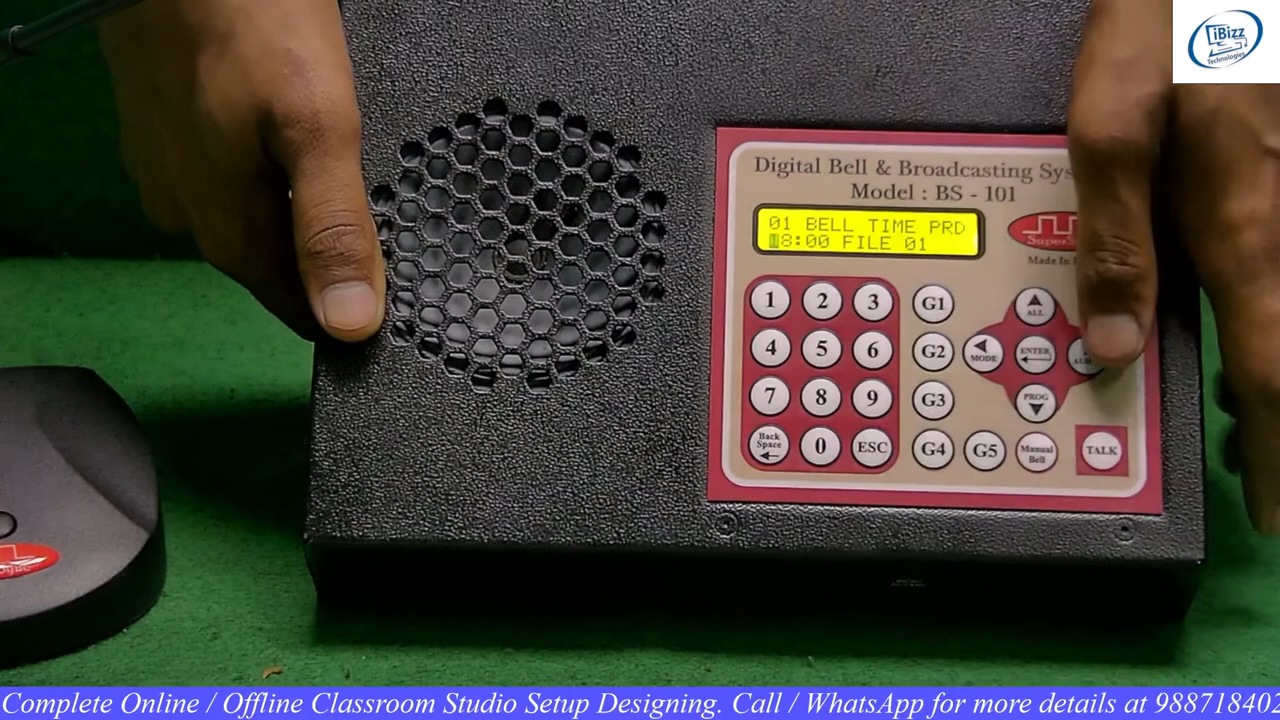 iBizz
Technologies
Digital Bell & Broadcasting
Model : BS - 101
01 BELL TIME PRD
8:00 FILE 01
Made In
1 2 3 G1 ALL
4 5 6 G2 MODE ENTER
7 8 9 G3 PROG
Back Space 0 ESC G4 G5 Manual Bell TALK
Complete Online / Offline Classroom Studio Setup Designing. Call / WhatsApp for more details at 988718402